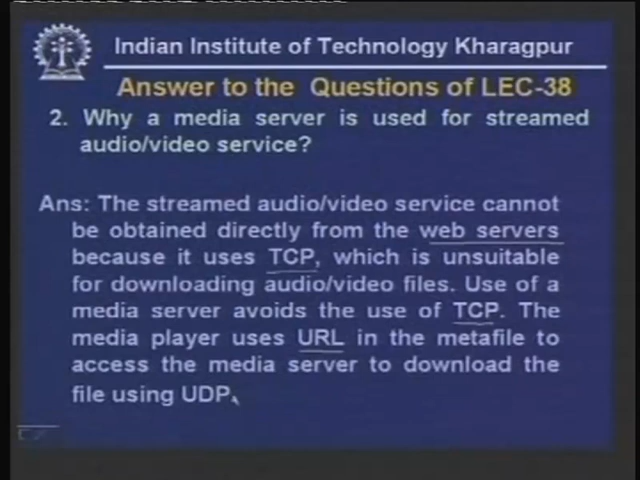 Indian Institute of Technology Kharagpur
Answer to the Questions of LEC-38
2. Why a media server is used for streamed
audio/video service?
Ans: The streamed audio/video service cannot
be obtained directly from the web servers
because it uses TCP, which is unsuitable
for downloading audio/video files. Use of a
media server avoids the use of TCP. The
media player uses URL in the metafile to
access the media server to download the
file using UDP.